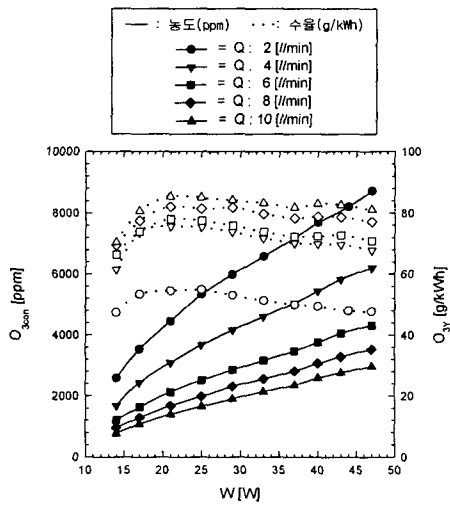 — : 농도(ppm) ··· : 수율(g/kWh)
= Q : 2 [l/min]
= Q : 4 [l/min]
= Q : 6 [l/min]
= Q : 8 [l/min]
= Q : 10 [l/min]
10000
8000
6000
4000
2000
0
O3con [ppm]
100
80
60
40
20
0
O3Y [g/kWh]
10 15 20 25 30 35 40 45 50
W [W]